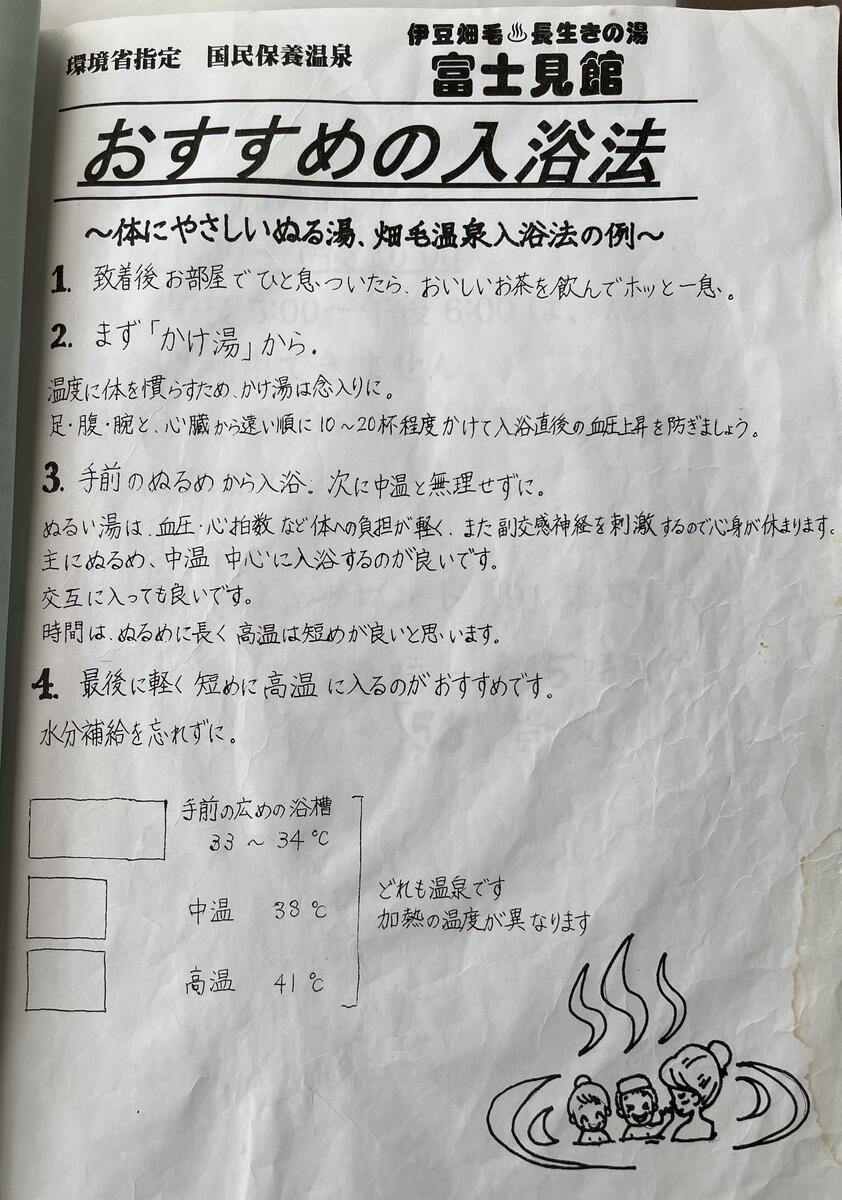 環境省指定 国民保養温泉
伊豆畑毛♨長生きの湯
富士見館
おすすめの入浴法
～体にやさしいぬる湯、畑毛温泉入浴法の例～
1. 致着後お部屋でひと息ついたら、おいしいお茶を飲んでホッと一息。
2. まず「かけ湯」から.
温度に体を慣らすため、かけ湯は念入りに。
足・腹・腕と、心臓から遠い順に10～20杯程度かけて入浴直後の血圧上昇を防ぎましょう。
3. 手前のぬるめから入浴。次に中温と無理せずに。
ぬるい湯は、血圧・心拍数など体への負担が軽く、また副交感神経を刺激するので心身が休まります。
主にぬるめ、中温 中心に入浴するのが良いです。
交互に入っても良いです。
時間は、ぬるめに長く高温は短めが良いと思います。
4. 最後に軽く短めに高温に入るのがおすすめです。
水分補給を忘れずに。
手前の広めの浴槽
33～34℃
中温 38℃
高温 41℃
どれも温泉です
加熱の温度が異なります